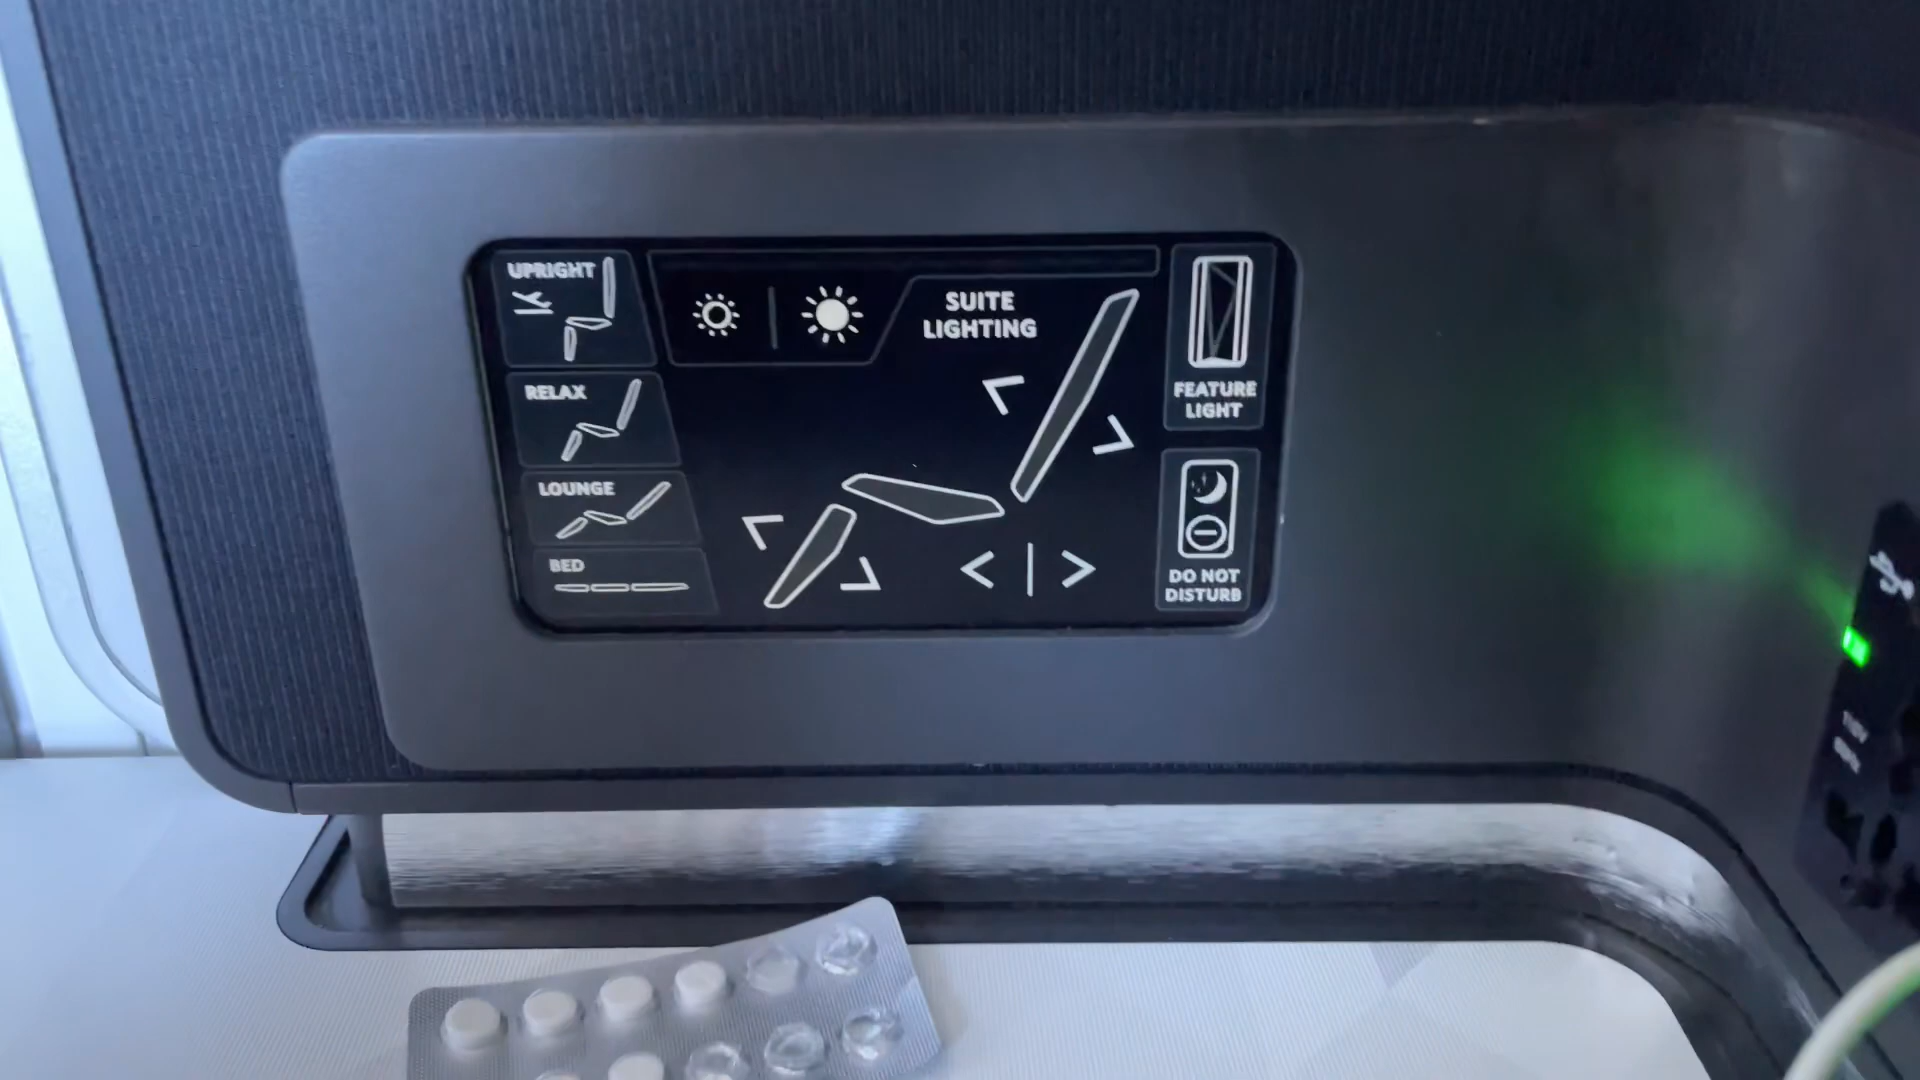 UPRIGHT
RELAX
LOUNGE
BED
SUITE
LIGHTING
FEATURE
LIGHT
DO NOT
DISTURB